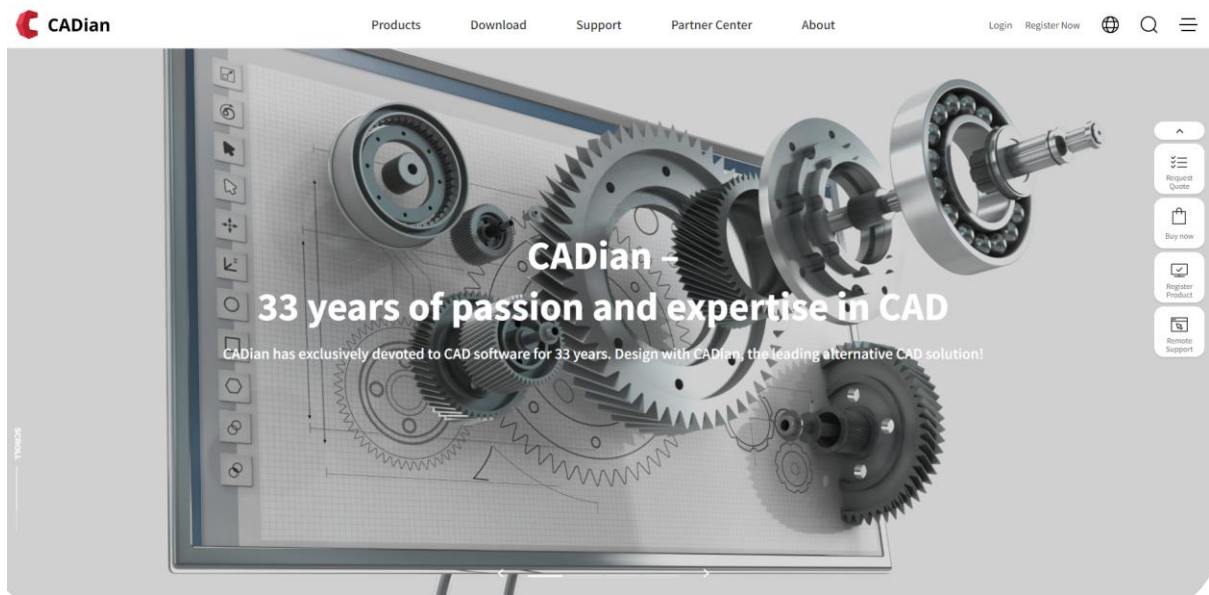 CADian
Products
Download
Support
Partner Center
About
Login
Register Now
CADian –
33 years of passion and expertise in CAD
CADian has exclusively devoted to CAD software for 33 years. Design with CADian, the leading alternative CAD solution!
Request
Quote
Buy now
Register
Product
Remote
Support
SCROLL